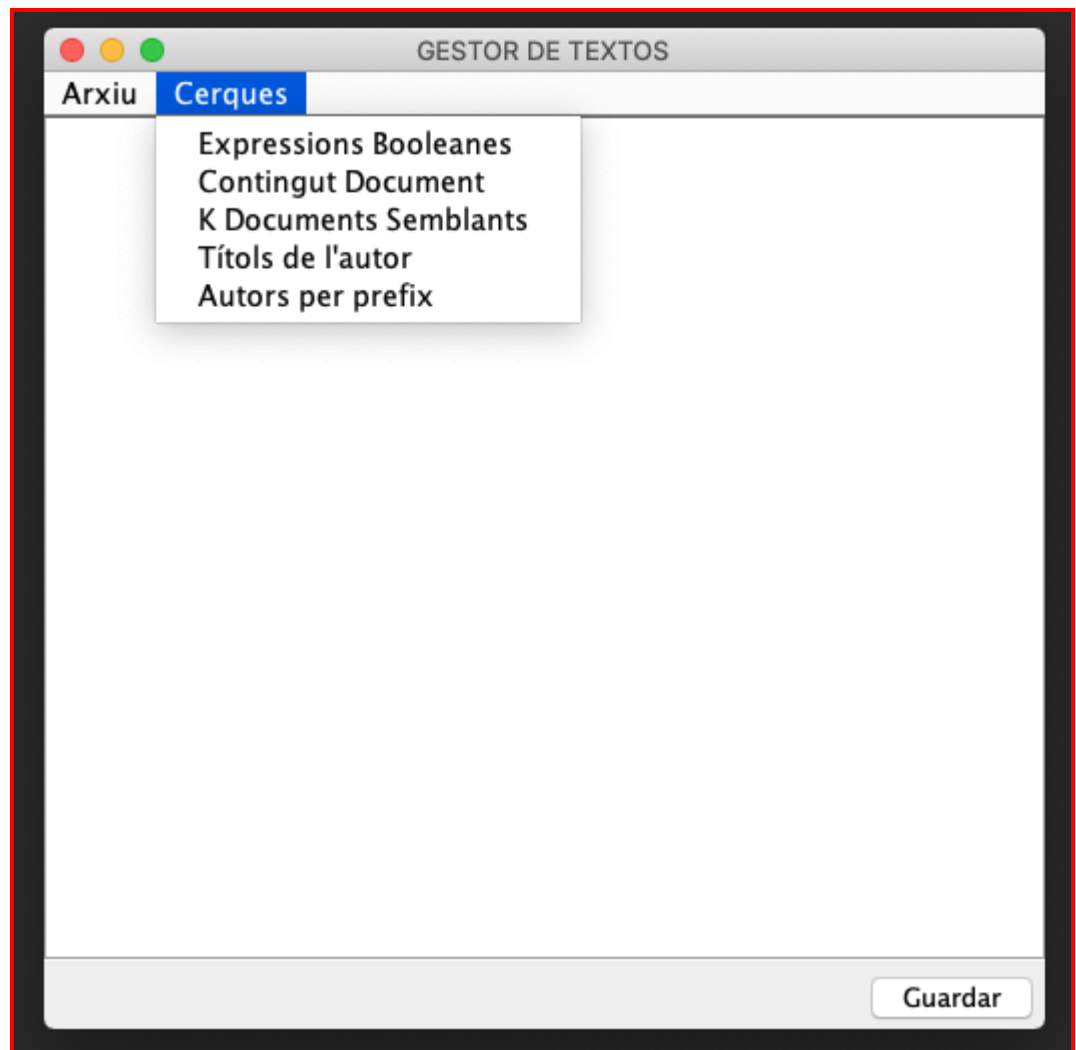 GESTOR DE TEXTOS
Arxiu Cerques
Expressions Booleanes
Contingut Document
K Documents Semblants
Títols de l'autor
Autors per prefix
Guardar